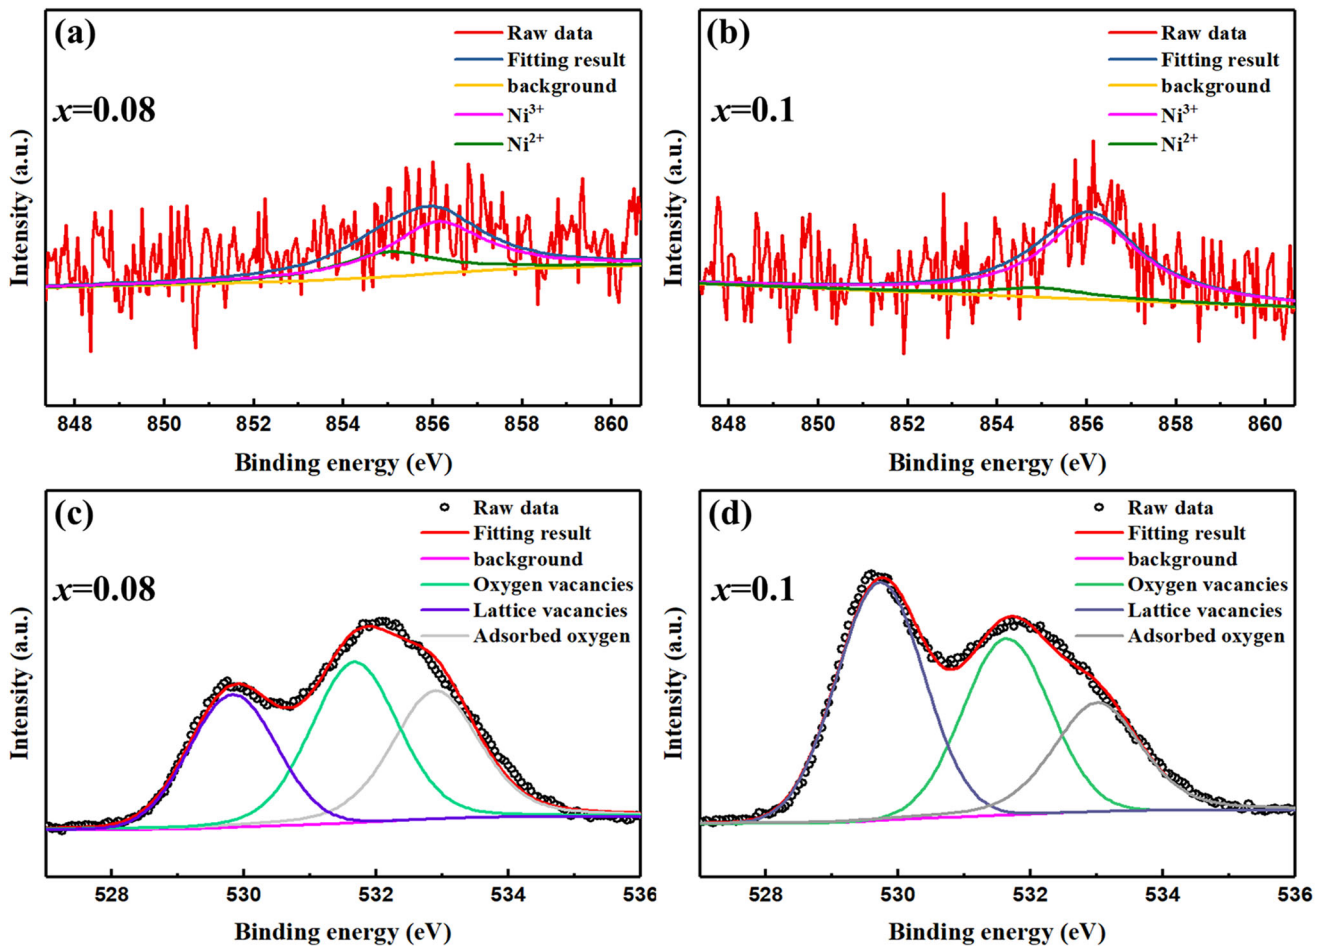 (a)
Raw data
Fitting result
background
Ni³⁺
Ni²⁺
x=0.08
Intensity (a.u.)
848 850 852 854 856 858 860
Binding energy (eV)
(b)
Raw data
Fitting result
background
Ni³⁺
Ni²⁺
x=0.1
Intensity (a.u.)
848 850 852 854 856 858 860
Binding energy (eV)
(c)
Raw data
Fitting result
background
Oxygen vacancies
Lattice vacancies
Adsorbed oxygen
x=0.08
Intensity (a.u.)
528 530 532 534 536
Binding energy (eV)
(d)
Raw data
Fitting result
background
Oxygen vacancies
Lattice vacancies
Adsorbed oxygen
x=0.1
Intensity (a.u.)
528 530 532 534 536
Binding energy (eV)